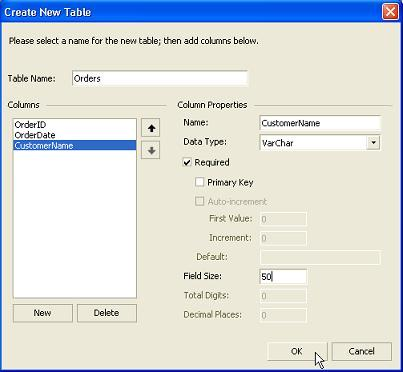 Create New Table
Please select a name for the new table; then add columns below.
Table Name: Orders
Columns
OrderID
OrderDate
CustomerName
New Delete
Column Properties
Name: CustomerName
Data Type: VarChar
Required
Primary Key
Auto-increment
First Value: 0
Increment: 0
Default:
Field Size: 50
Total Digits: 0
Decimal Places: 0
OK Cancel